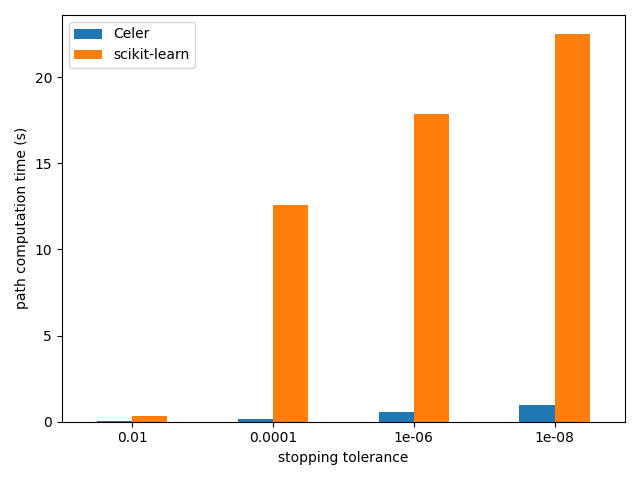 Celer
scikit-learn
path computation time (s)
20
15
10
5
0
0.01
0.0001
1e-06
1e-08
stopping tolerance